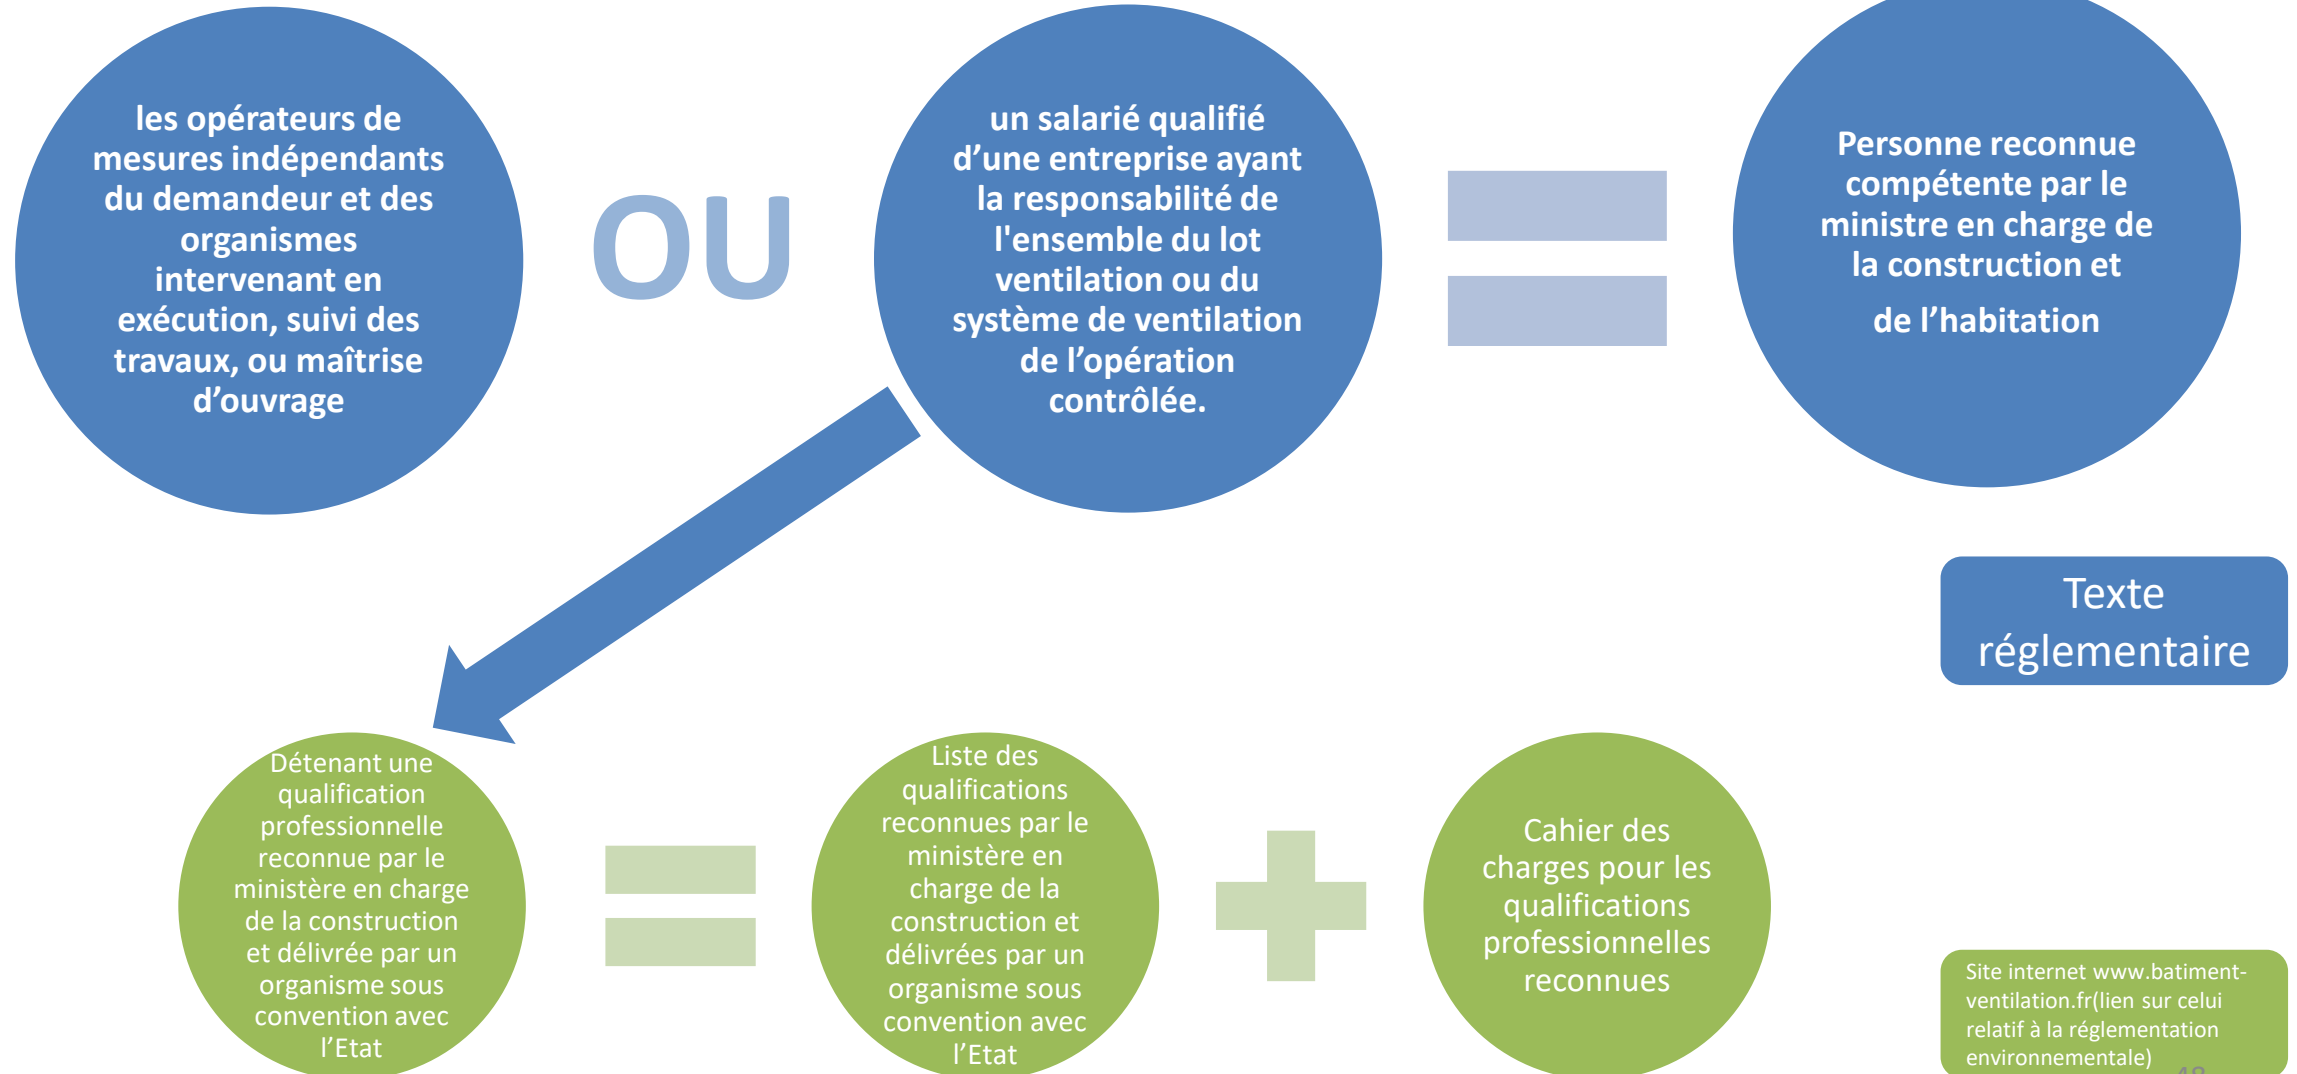 les opérateurs de
mesures indépendants
du demandeur et des
organismes
intervenant en
exécution, suivi des
travaux, ou maîtrise
d’ouvrage
OU
un salarié qualifié
d’une entreprise ayant
la responsabilité de
l'ensemble du lot
ventilation ou du
système de ventilation
de l’opération
contrôlée.
Personne reconnue
compétente par le
ministre en charge de
la construction et
de l’habitation
Texte
réglementaire
Détenant une
qualification
professionnelle
reconnue par le
ministère en charge
de la construction
et délivrée par un
organisme sous
convention avec
l’Etat
Liste des
qualifications
reconnues par le
ministère en
charge de la
construction et
délivrées par un
organisme sous
convention avec
l’Etat
Cahier des
charges pour les
qualifications
professionnelles
reconnues
Site internet www.batiment-
ventilation.fr(lien sur celui
relatif à la réglementation
environnementale)